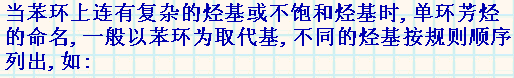 当苯环上连有复杂的烃基或不饱和烃基时,单环芳烃
的命名,一般以苯环为取代基,不同的烃基按规则顺序
列出,如: